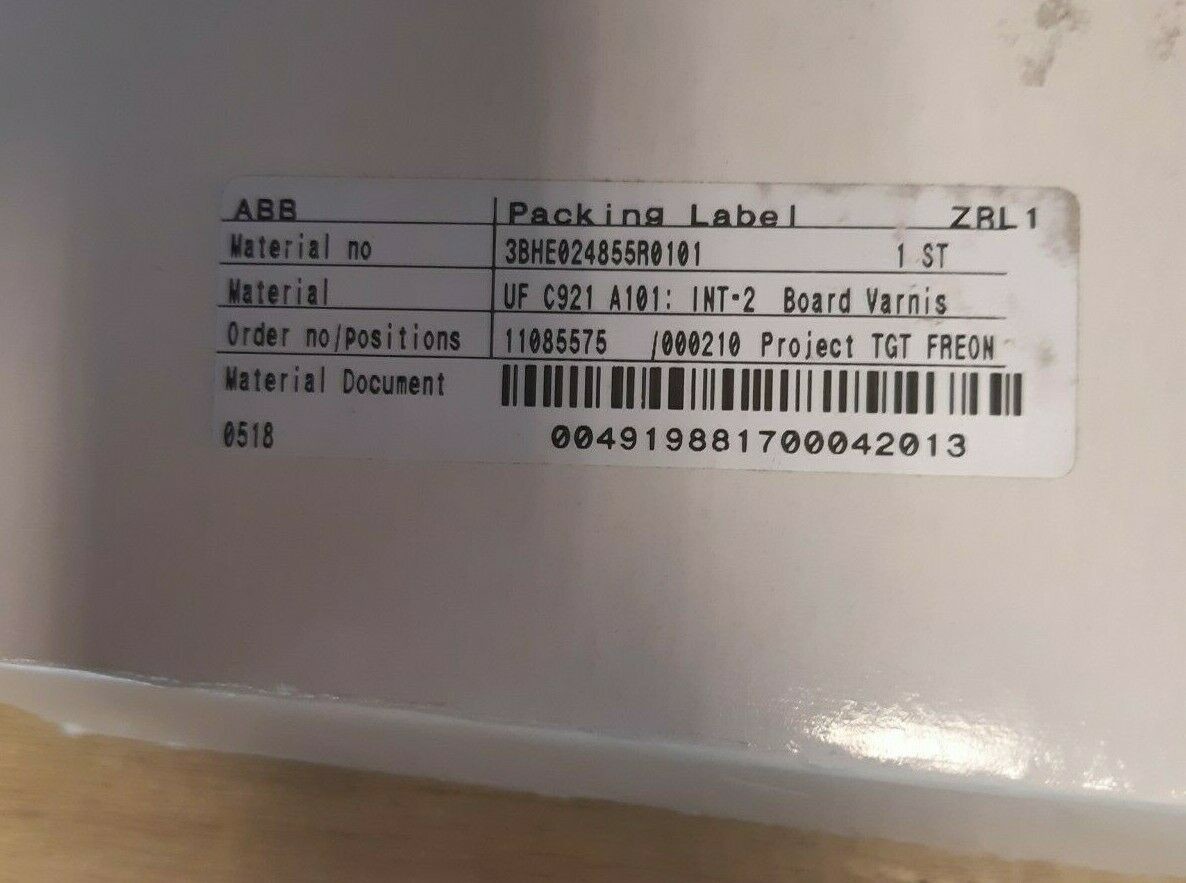 ABB Packing Label ZRL1
Material no 3BHE024855R0101 1 ST
Material UF C921 A101: INT-2 Board Varnis
Order no/positions 11085575 /000210 Project TGT FREON
Material Document
0518 004919881700042013